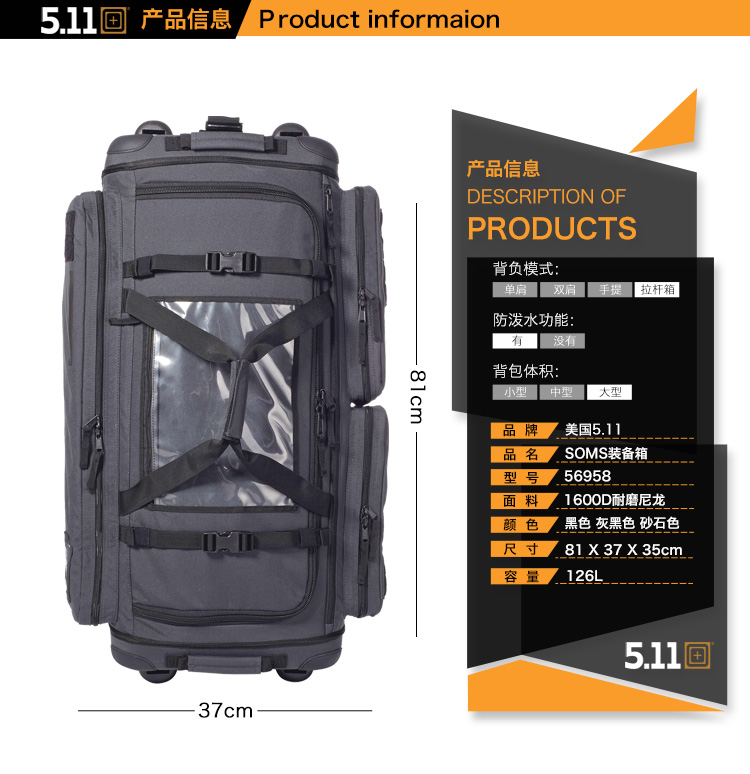 5.11 产品信息 Product informaion
产品信息
DESCRIPTION OF
PRODUCTS
背负模式:
单肩 双肩 手提 拉杆箱
防泼水功能:
有 没有
背包体积:
小型 中型 大型
品牌 美国5.11
品名 SOMS装备箱
型号 56958
面料 1600D耐磨尼龙
颜色 黑色 灰黑色 砂石色
尺寸 81 X 37 X 35cm
容量 126L
5.11
81cm
37cm